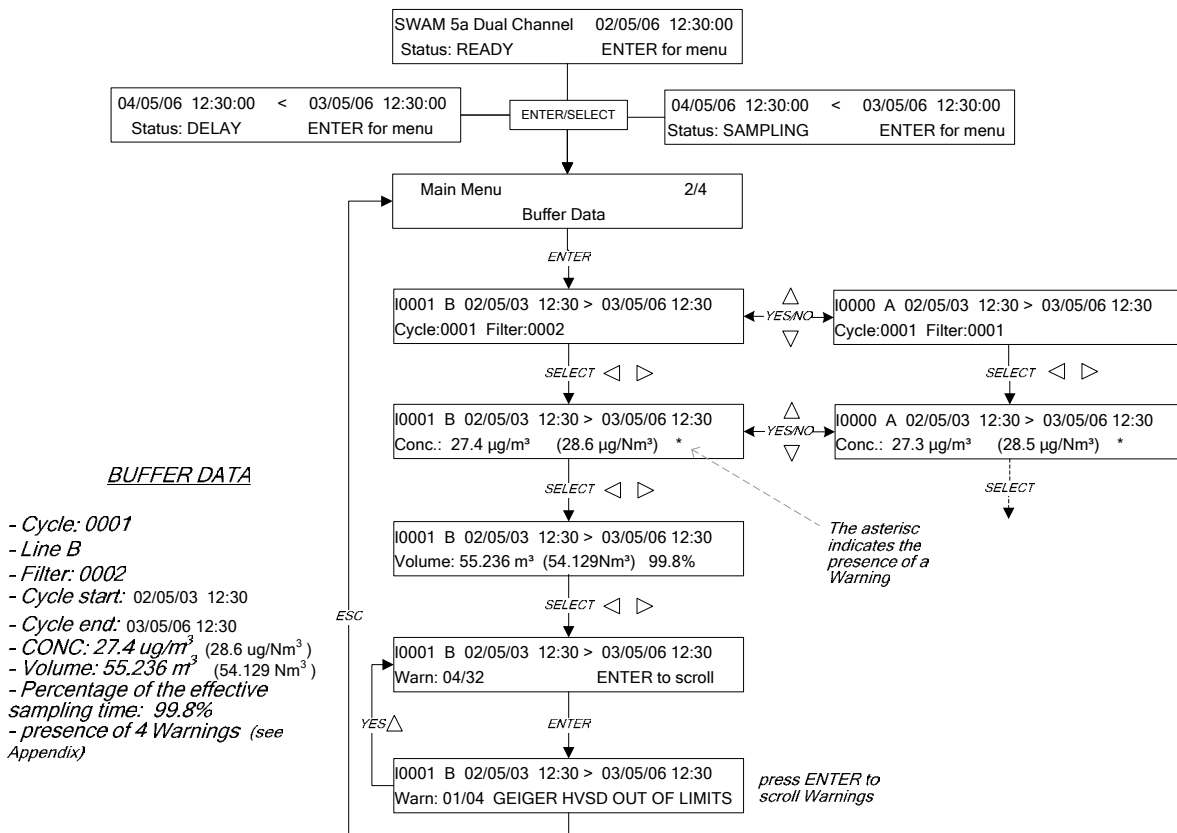 SWAM 5a Dual Channel 02/05/06 12:30:00
Status: READY ENTER for menu
04/05/06 12:30:00 < 03/05/06 12:30:00
Status: DELAY ENTER for menu
ENTER/SELECT
04/05/06 12:30:00 < 03/05/06 12:30:00
Status: SAMPLING ENTER for menu
Main Menu 2/4
Buffer Data
ENTER
I0001 B 02/05/03 12:30 > 03/05/06 12:30
Cycle:0001 Filter:0002
YES/NO
I0000 A 02/05/03 12:30 > 03/05/06 12:30
Cycle:0001 Filter:0001
SELECT
SELECT
I0001 B 02/05/03 12:30 > 03/05/06 12:30
Conc.: 27.4 µg/m³ (28.6 µg/Nm³) *
YES/NO
I0000 A 02/05/03 12:30 > 03/05/06 12:30
Conc.: 27.3 µg/m³ (28.5 µg/Nm³) *
SELECT
SELECT
The asterisc
indicates the
presence of a
Warning
I0001 B 02/05/03 12:30 > 03/05/06 12:30
Volume: 55.236 m³ (54.129Nm³) 99.8%
SELECT
I0001 B 02/05/03 12:30 > 03/05/06 12:30
Warn: 04/32 ENTER to scroll
ENTER
YES
I0001 B 02/05/03 12:30 > 03/05/06 12:30
Warn: 01/04 GEIGER HVSD OUT OF LIMITS
press ENTER to
scroll Warnings
ESC
BUFFER DATA
- Cycle: 0001
- Line B
- Filter: 0002
- Cycle start: 02/05/03 12:30
- Cycle end: 03/05/06 12:30
- CONC: 27.4 ug/m³ (28.6 ug/Nm³ )
- Volume: 55.236 m³ (54.129 Nm³ )
- Percentage of the effective
sampling time: 99.8%
- presence of 4 Warnings (see
Appendix)